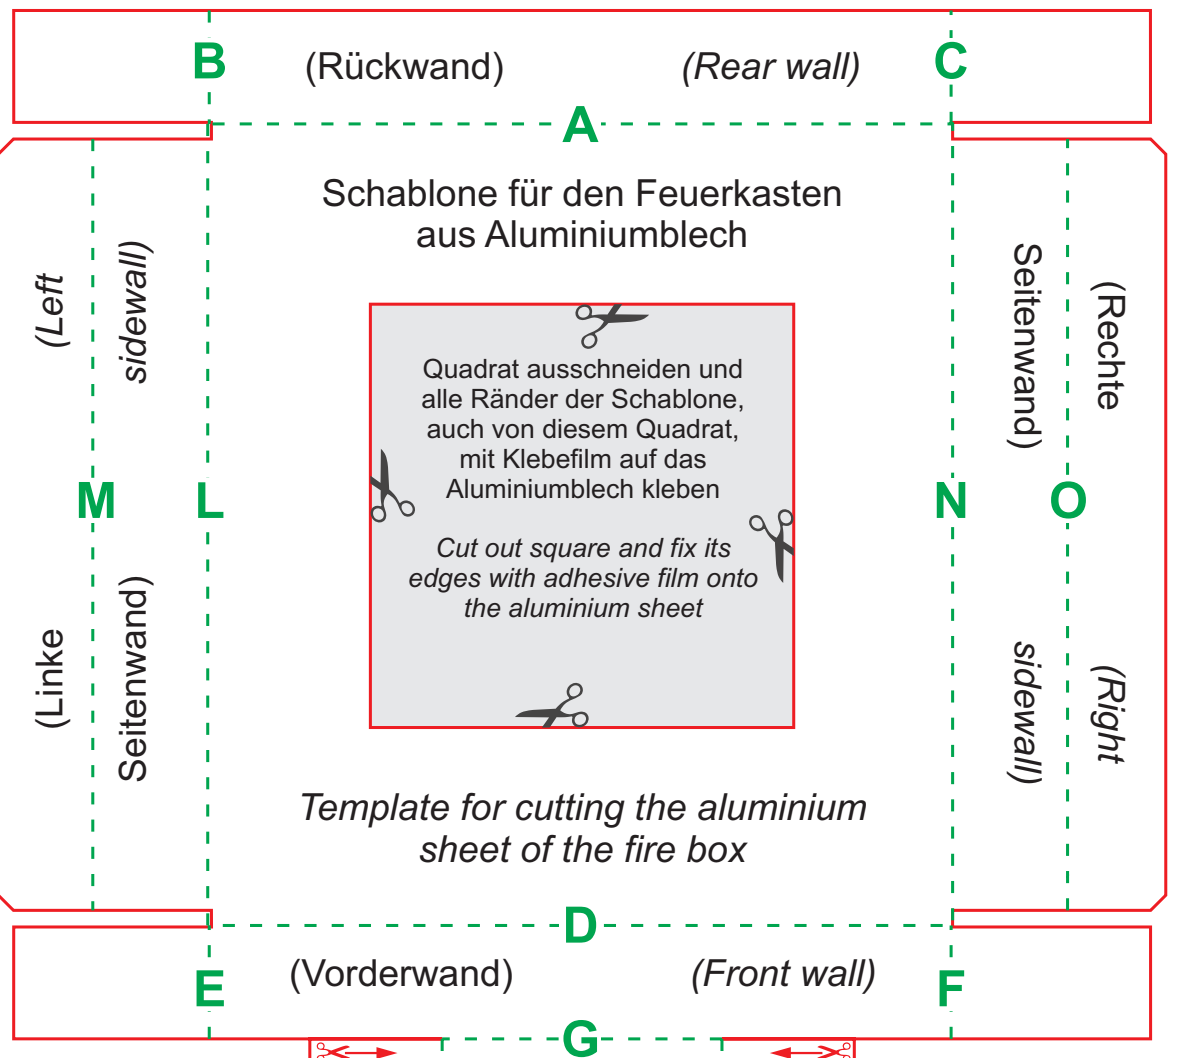 B
(Rückwand)
(Rear wall)
C
A
Schablone für den Feuerkasten
aus Aluminiumblech
(Left
sidewall)
Seitenwand)
(Rechte
Quadrat ausschneiden und
alle Ränder der Schablone,
auch von diesem Quadrat,
mit Klebefilm auf das
Aluminiumblech kleben
M
L
N
O
Cut out square and fix its
edges with adhesive film onto
the aluminium sheet
(Linke
Seitenwand)
sidewall)
(Right
Template for cutting the aluminium
sheet of the fire box
D
(Vorderwand)
(Front wall)
E
F
G